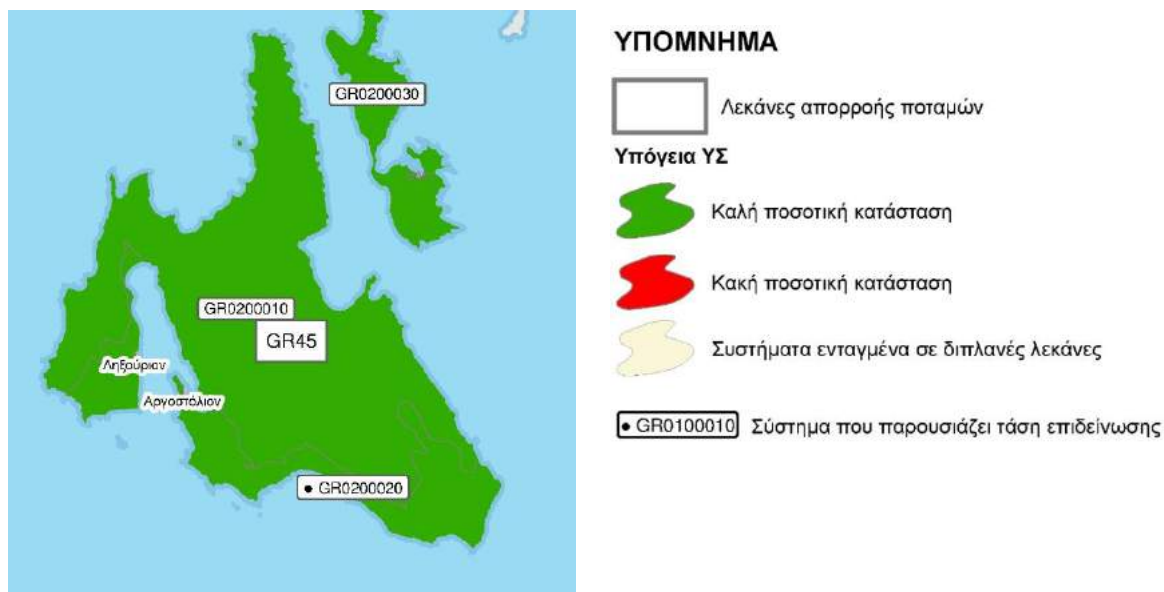 GR0200030
GR0200010
GR45
Ληξούριον
Αργοστόλιον
• GR0200020
ΥΠΟΜΝΗΜΑ
Λεκάνες απορροής ποταμών
Υπόγεια ΥΣ
Καλή ποσοτική κατάσταση
Κακή ποσοτική κατάσταση
Συστήματα ενταγμένα σε διπλανές λεκάνες
• GR0100010 Σύστημα που παρουσιάζει τάση επιδείνωσης